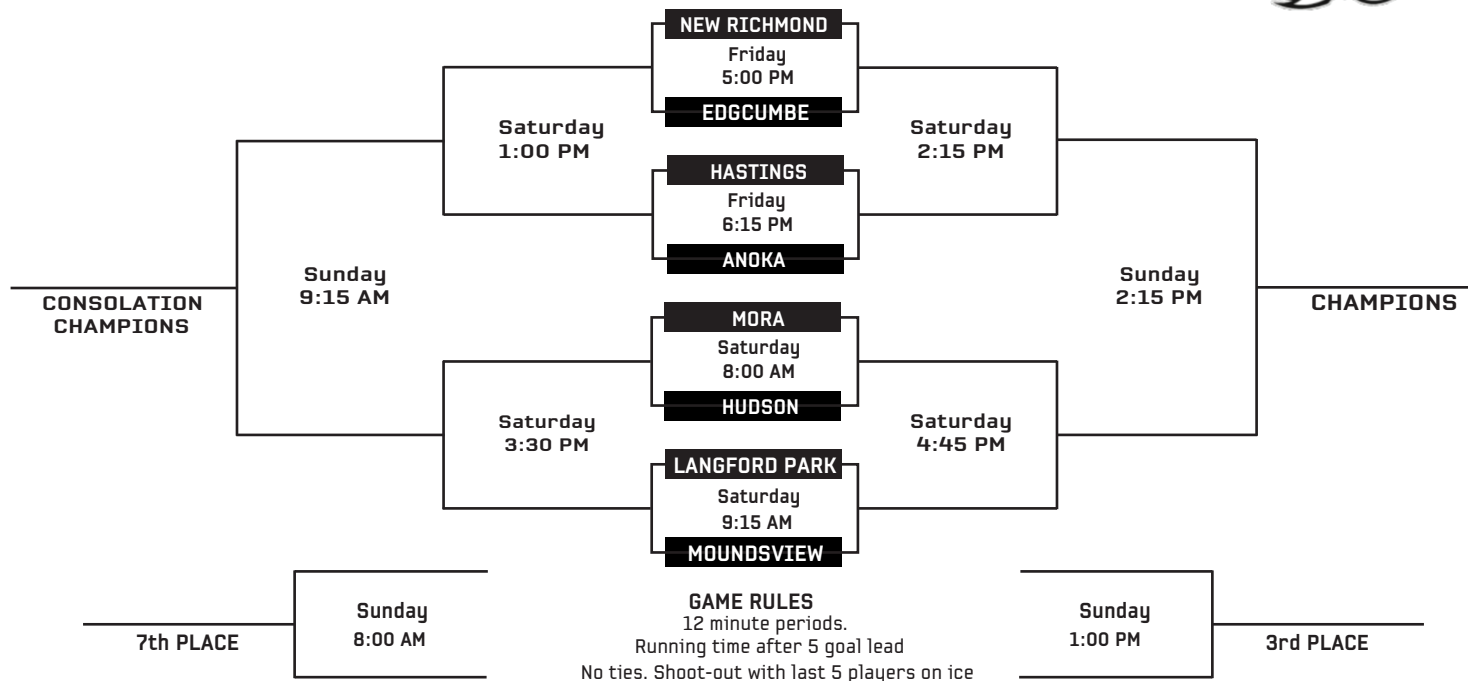 NEW RICHMOND
Friday
5:00 PM
EDGCUMBE
Saturday
1:00 PM
Saturday
2:15 PM
HASTINGS
Friday
6:15 PM
ANOKA
Sunday
9:15 AM
CONSOLATION
CHAMPIONS
Sunday
2:15 PM
CHAMPIONS
MORA
Saturday
8:00 AM
HUDSON
Saturday
3:30 PM
Saturday
4:45 PM
LANGFORD PARK
Saturday
9:15 AM
MOUNDSVIEW
Sunday
8:00 AM
7th PLACE
GAME RULES
12 minute periods.
Running time after 5 goal lead
No ties. Shoot-out with last 5 players on ice
Sunday
1:00 PM
3rd PLACE